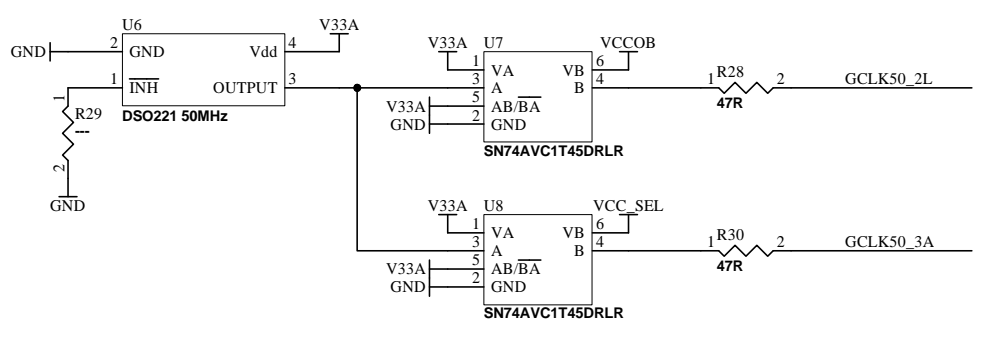 U6
V33A
GND
2
GND
Vdd
4
1
INH
OUTPUT
3
DSO221 50MHz
1
R29
---
2
GND
V33A
U7
VCCOB
1
VA
VB
6
3
A
B
4
V33A
5
AB/BA
GND
2
GND
SN74AVC1T45DRLR
1
R28
2
47R
GCLK50_2L
V33A
U8
VCC_SEL
1
VA
VB
6
3
A
B
4
V33A
5
AB/BA
GND
2
GND
SN74AVC1T45DRLR
1
R30
2
47R
GCLK50_3A